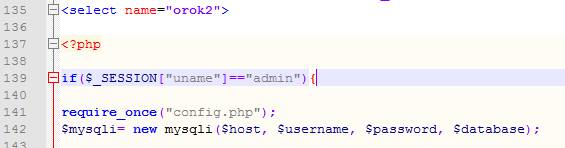 135 <select name="orok2">
136
137 <?php
138
139 if($_SESSION["uname"]=="admin"){
140
141 require_once("config.php");
142 $mysqli= new mysqli($host, $username, $password, $database);
143